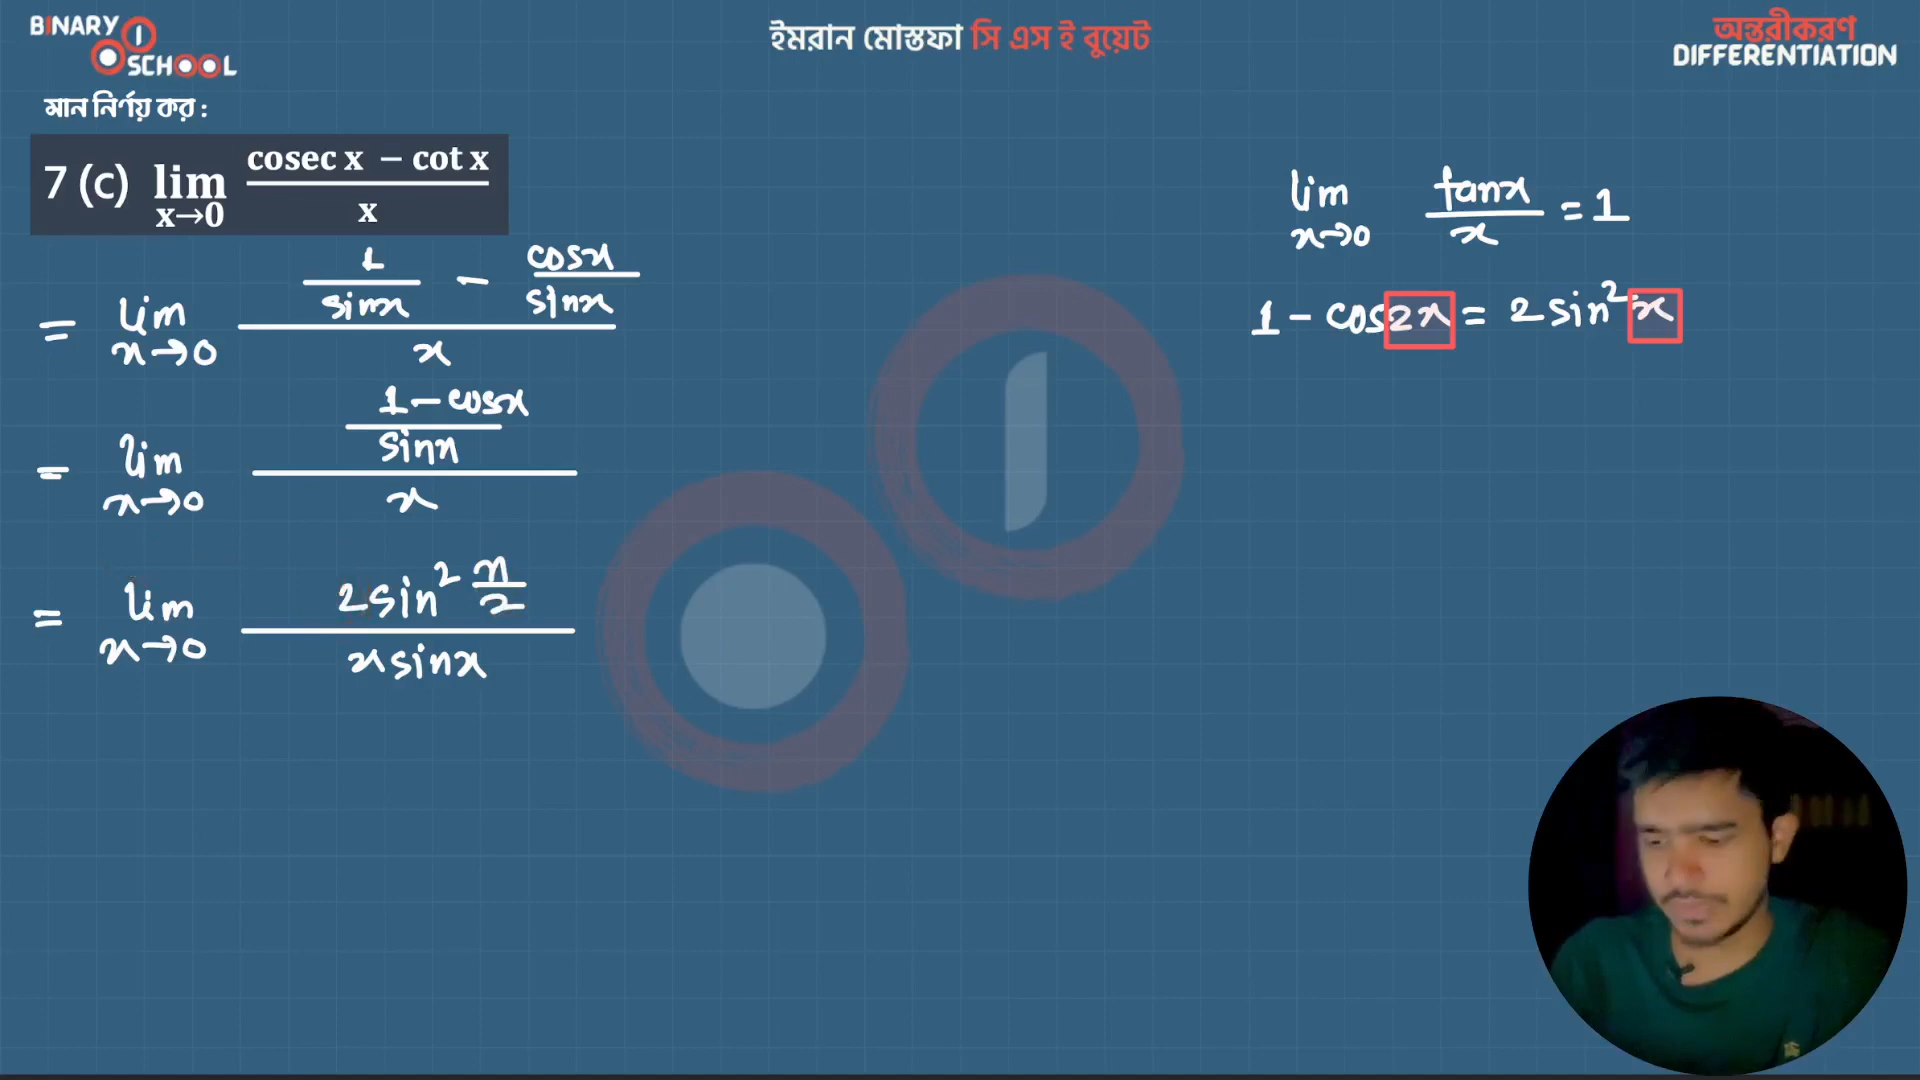 BINARY SCHOOL
ইমরান মোস্তফা সি এস ই বুয়েট
অন্তরীকরণ
DIFFERENTIATION
মান নির্ণয় কর :
7 (c) lim x→0 (cosec x − cot x) / x
= lim x→0 (1/sinx − cosx/sinx) / x
= lim x→0 ((1 − cosx)/sinx) / x
= lim x→0 (2sin² x/2) / (x sinx)
lim x→0 tanx / x = 1
1 − cos2x = 2sin²x